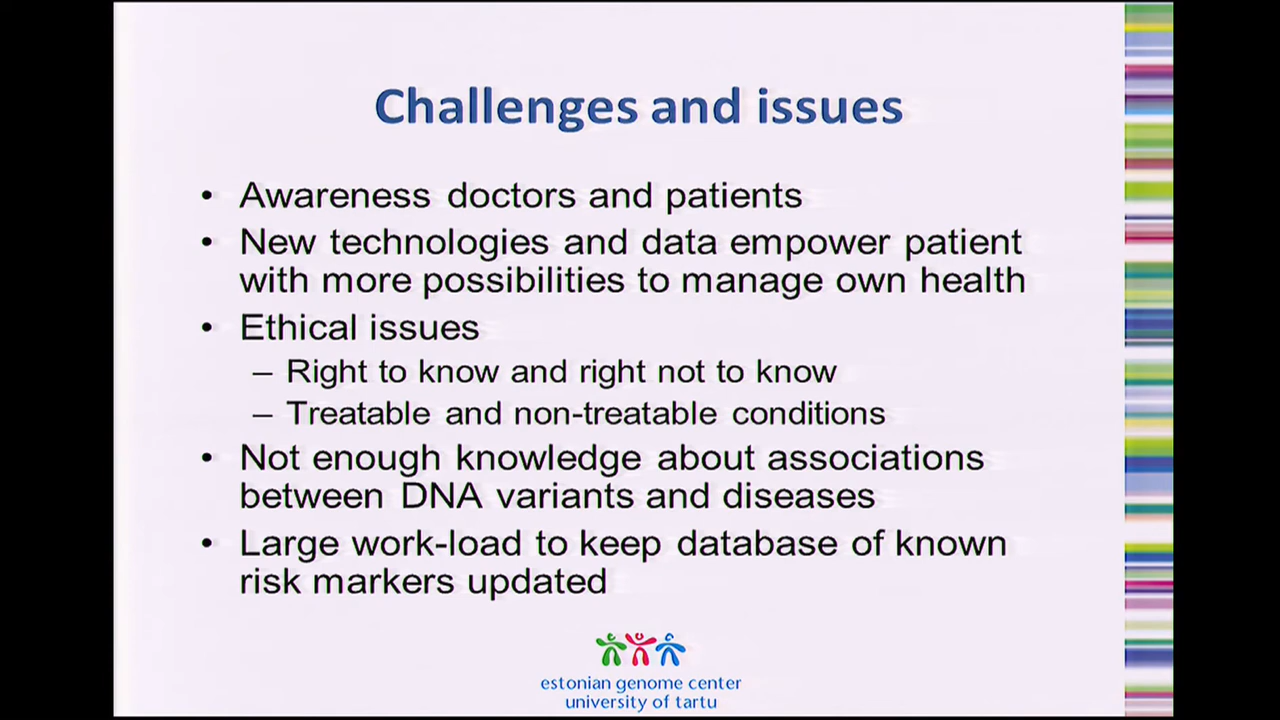 Challenges and issues
• Awareness doctors and patients
• New technologies and data empower patient
with more possibilities to manage own health
• Ethical issues
– Right to know and right not to know
– Treatable and non-treatable conditions
• Not enough knowledge about associations
between DNA variants and diseases
• Large work-load to keep database of known
risk markers updated
estonian genome center
university of tartu